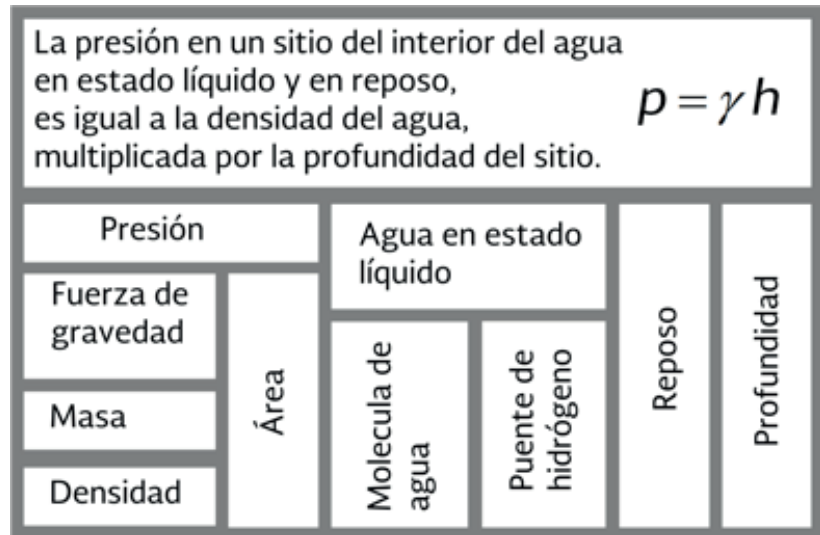 La presión en un sitio del interior del agua
en estado líquido y en reposo,
es igual a la densidad del agua,
multiplicada por la profundidad del sitio.
p = γ h
Presión
Fuerza de
gravedad
Masa
Densidad
Área
Agua en estado
líquido
Molecula de
agua
Puente de
hidrógeno
Reposo
Profundidad